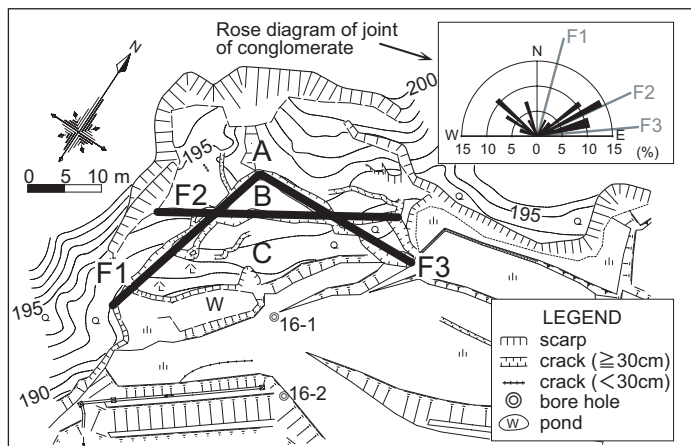 Rose diagram of joint
of conglomerate
F1
N
F2
F3
W
E
15 10 5 0 5 10 15
(%)
N
200
195
A
0 5 10 m
F2
B
195
C
F1
F3
195
W
16-1
190
16-2
LEGEND
scarp
crack (≧30cm)
crack (<30cm)
bore hole
W pond